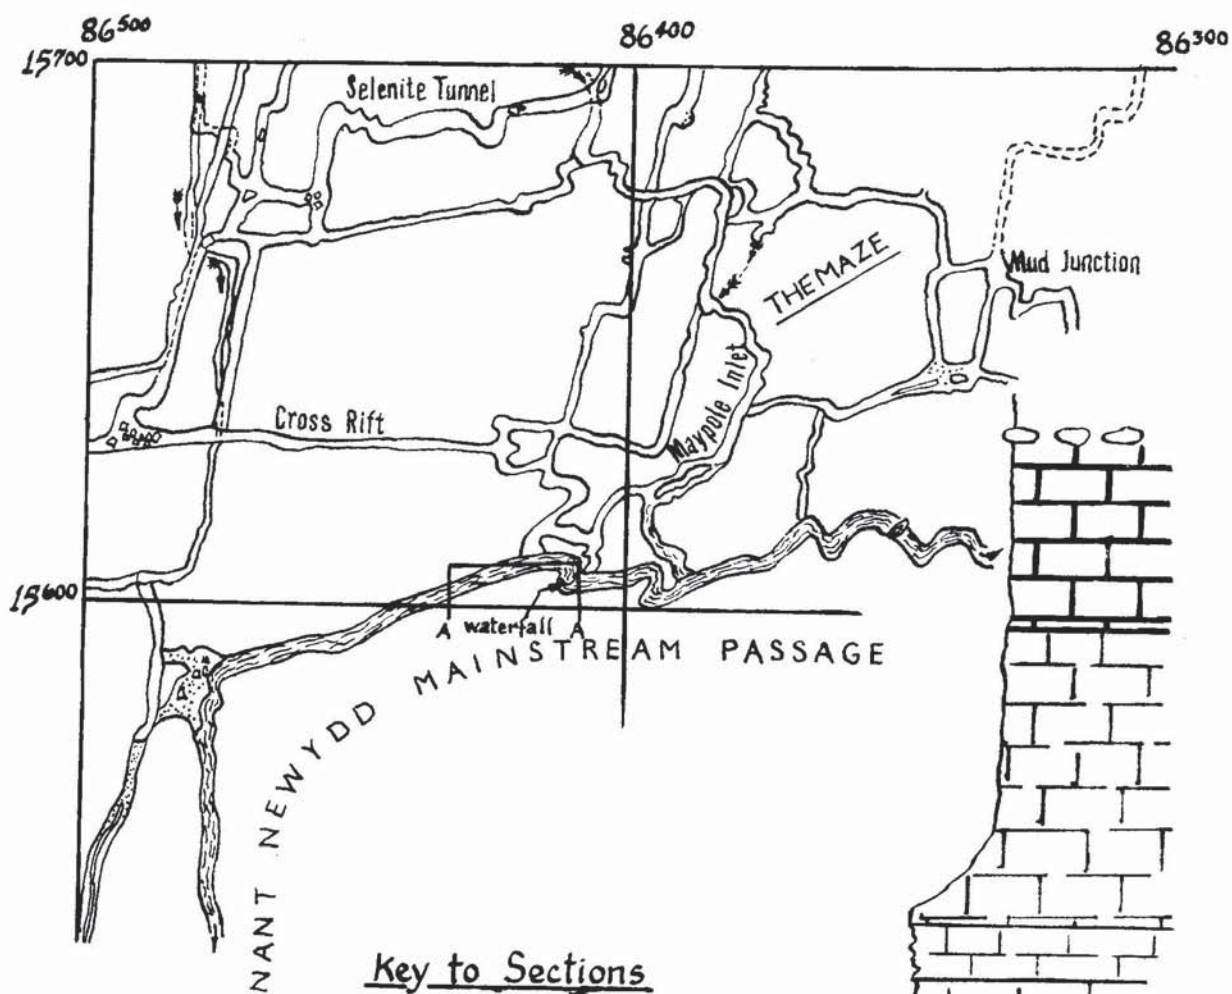 86500 86400 86300
15700
Selenite Tunnel
THE MAZE
Mud Junction
Maypole Inlet
Cross Rift
15600
A waterfall A
NANT NEWYDD MAINSTREAM PASSAGE
Key to Sections